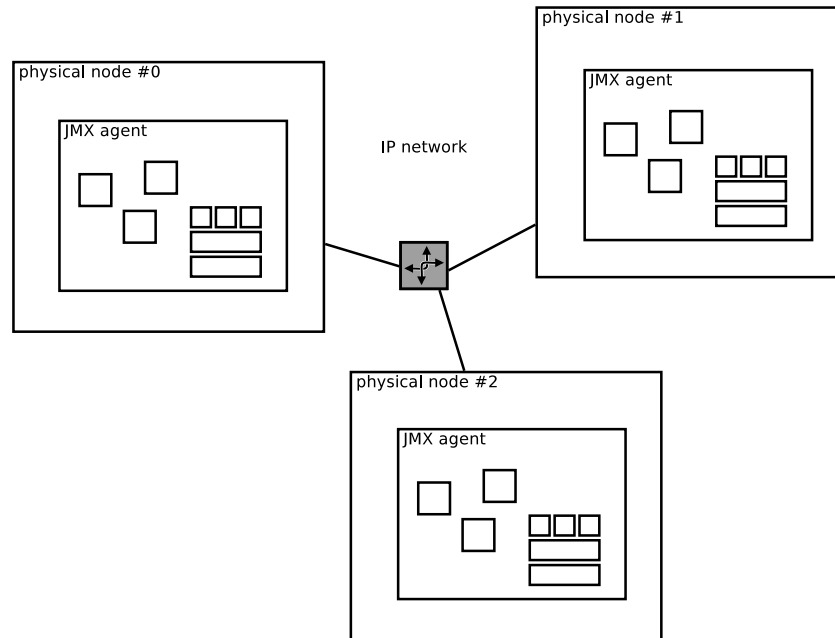 physical node #0
JMX agent
IP network
physical node #1
JMX agent
physical node #2
JMX agent